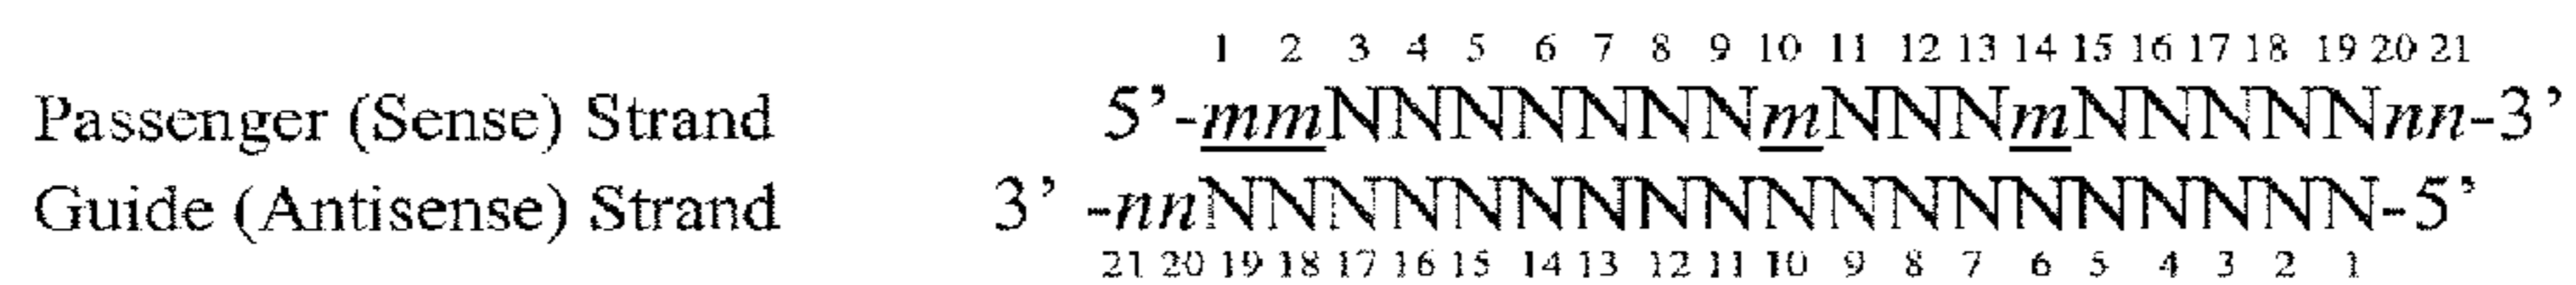 1 2 3 4 5 6 7 8 9 10 11 12 13 14 15 16 17 18 19 20 21
Passenger (Sense) Strand 5’-mmNNNNNNNmNNNmNNNNNnn-3’
Guide (Antisense) Strand 3’ -nnNNNNNNNNNNNNNNNNNNN-5’
21 20 19 18 17 16 15 14 13 12 11 10 9 8 7 6 5 4 3 2 1